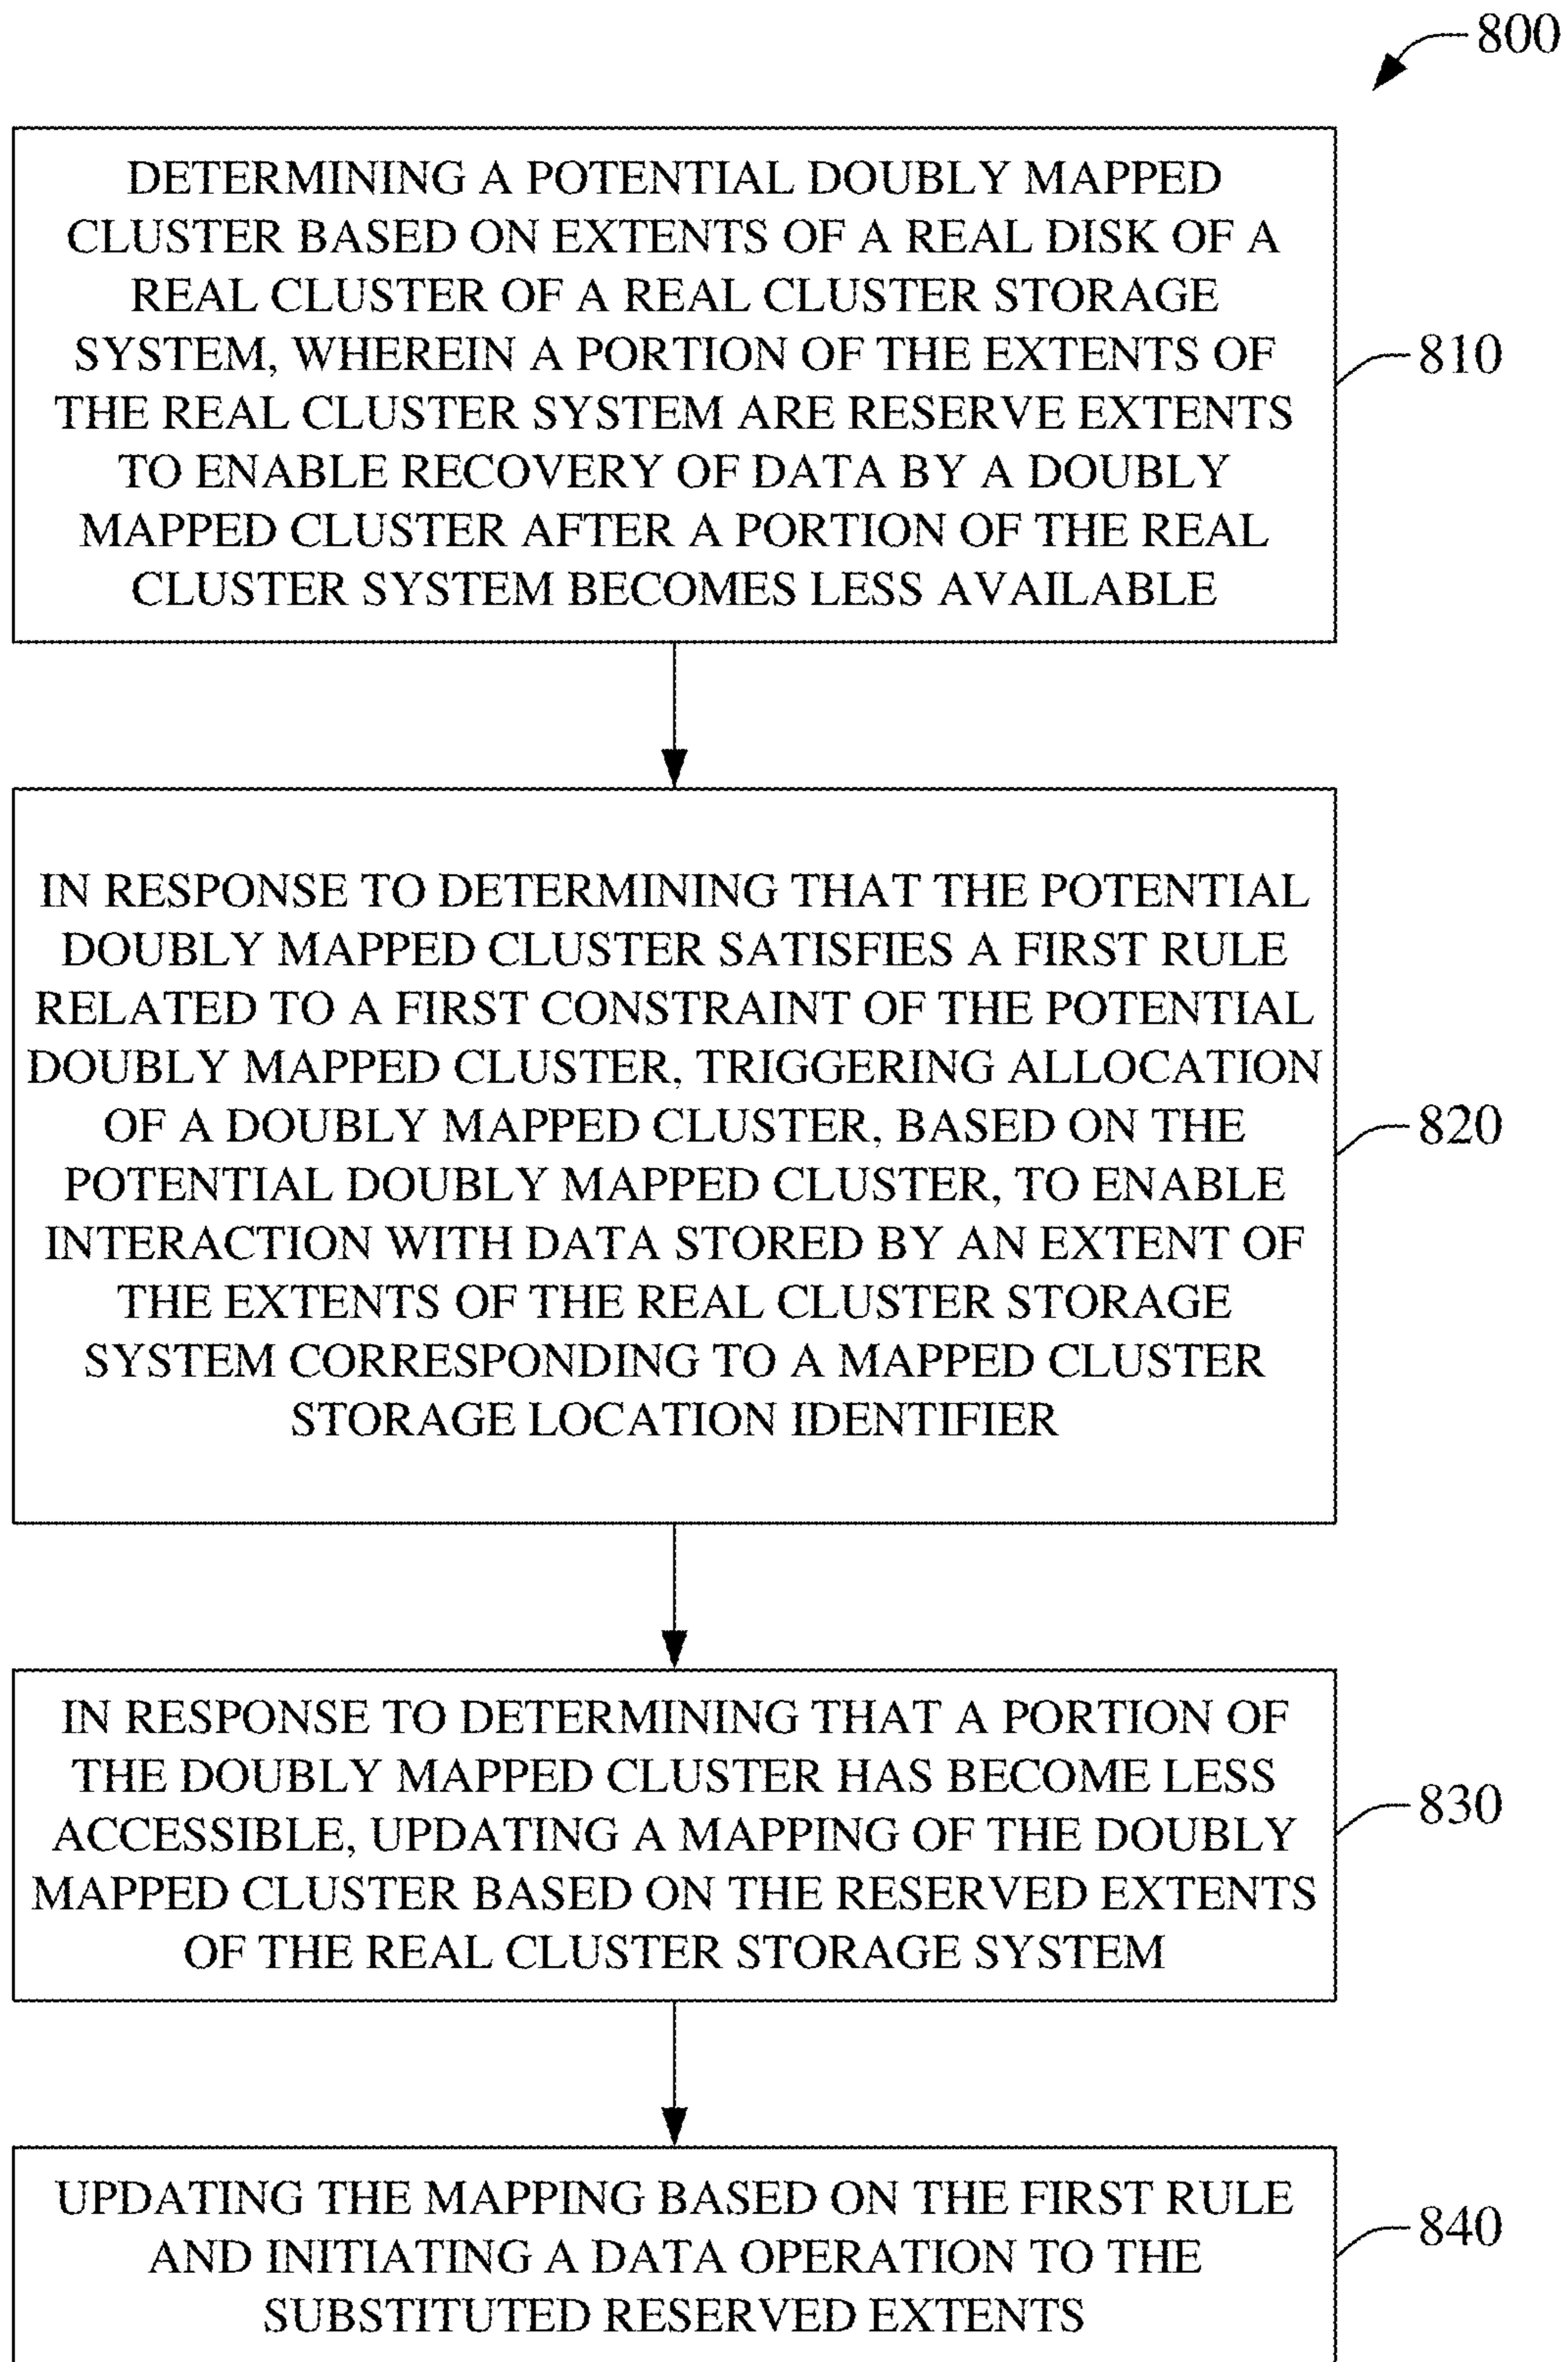 800
DETERMINING A POTENTIAL DOUBLY MAPPED
CLUSTER BASED ON EXTENTS OF A REAL DISK OF A
REAL CLUSTER OF A REAL CLUSTER STORAGE
SYSTEM, WHEREIN A PORTION OF THE EXTENTS OF
THE REAL CLUSTER SYSTEM ARE RESERVE EXTENTS
TO ENABLE RECOVERY OF DATA BY A DOUBLY
MAPPED CLUSTER AFTER A PORTION OF THE REAL
CLUSTER SYSTEM BECOMES LESS AVAILABLE
810
IN RESPONSE TO DETERMINING THAT THE POTENTIAL
DOUBLY MAPPED CLUSTER SATISFIES A FIRST RULE
RELATED TO A FIRST CONSTRAINT OF THE POTENTIAL
DOUBLY MAPPED CLUSTER, TRIGGERING ALLOCATION
OF A DOUBLY MAPPED CLUSTER, BASED ON THE
POTENTIAL DOUBLY MAPPED CLUSTER, TO ENABLE
INTERACTION WITH DATA STORED BY AN EXTENT OF
THE EXTENTS OF THE REAL CLUSTER STORAGE
SYSTEM CORRESPONDING TO A MAPPED CLUSTER
STORAGE LOCATION IDENTIFIER
820
IN RESPONSE TO DETERMINING THAT A PORTION OF
THE DOUBLY MAPPED CLUSTER HAS BECOME LESS
ACCESSIBLE, UPDATING A MAPPING OF THE DOUBLY
MAPPED CLUSTER BASED ON THE RESERVED EXTENTS
OF THE REAL CLUSTER STORAGE SYSTEM
830
UPDATING THE MAPPING BASED ON THE FIRST RULE
AND INITIATING A DATA OPERATION TO THE
SUBSTITUTED RESERVED EXTENTS
840